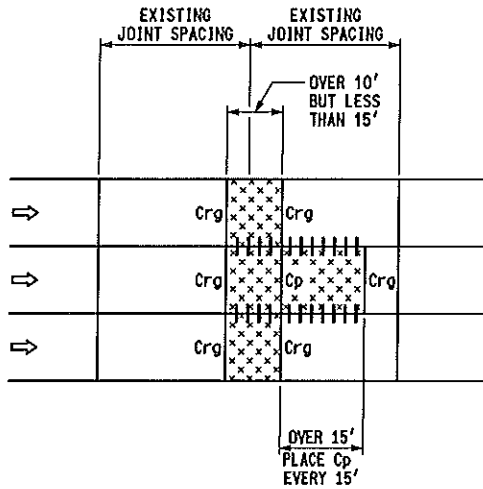 EXISTING
JOINT SPACING
EXISTING
JOINT SPACING
OVER 10'
BUT LESS
THAN 15'
Crg
Crg
Crg
Cp
Crg
Crg
Crg
OVER 15'
PLACE Cp
EVERY 15'